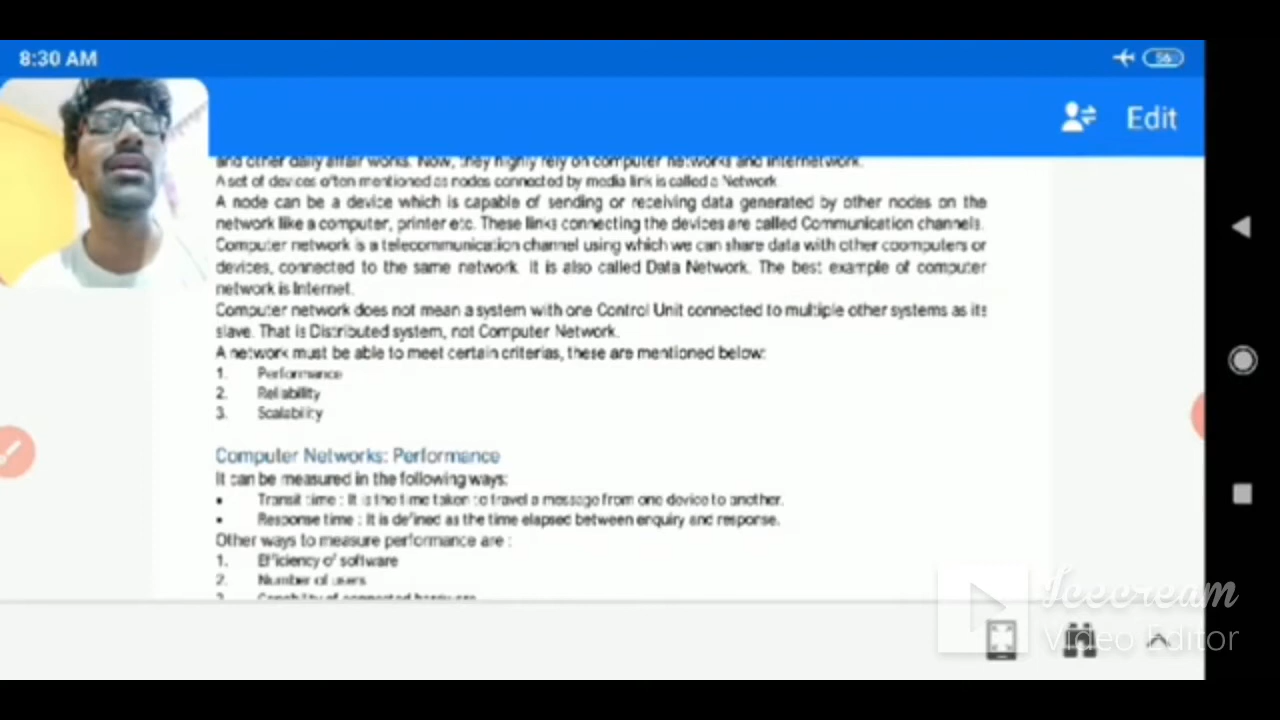 8:30 AM
56
Edit
and other daily affair works. Now, they highly rely on computer networks and internetwork.
A set of devices often mentioned as nodes connected by media link is called a Network
A node can be a device which is capable of sending or receiving data generated by other nodes on the
network like a computer, printer etc. These links connecting the devices are called Communication channels.
Computer network is a telecommunication channel using which we can share data with other coomputers or
devices, connected to the same network. It is also called Data Network. The best example of computer
network is Internet.
Computer network does not mean a system with one Control Unit connected to multiple other systems as its
slave. That is Distributed system, not Computer Network.
A network must be able to meet certain criterias, these are mentioned below:
1. Performance
2. Reliability
3. Scalability
Computer Networks: Performance
It can be measured in the following ways:
• Transit time : It is the time taken to travel a message from one device to another.
• Response time : It is defined as the time elapsed between enquiry and response.
Other ways to measure performance are :
1. Efficiency of software
2. Number of users
3. Capability of connected hardware
Icecream
Video Editor